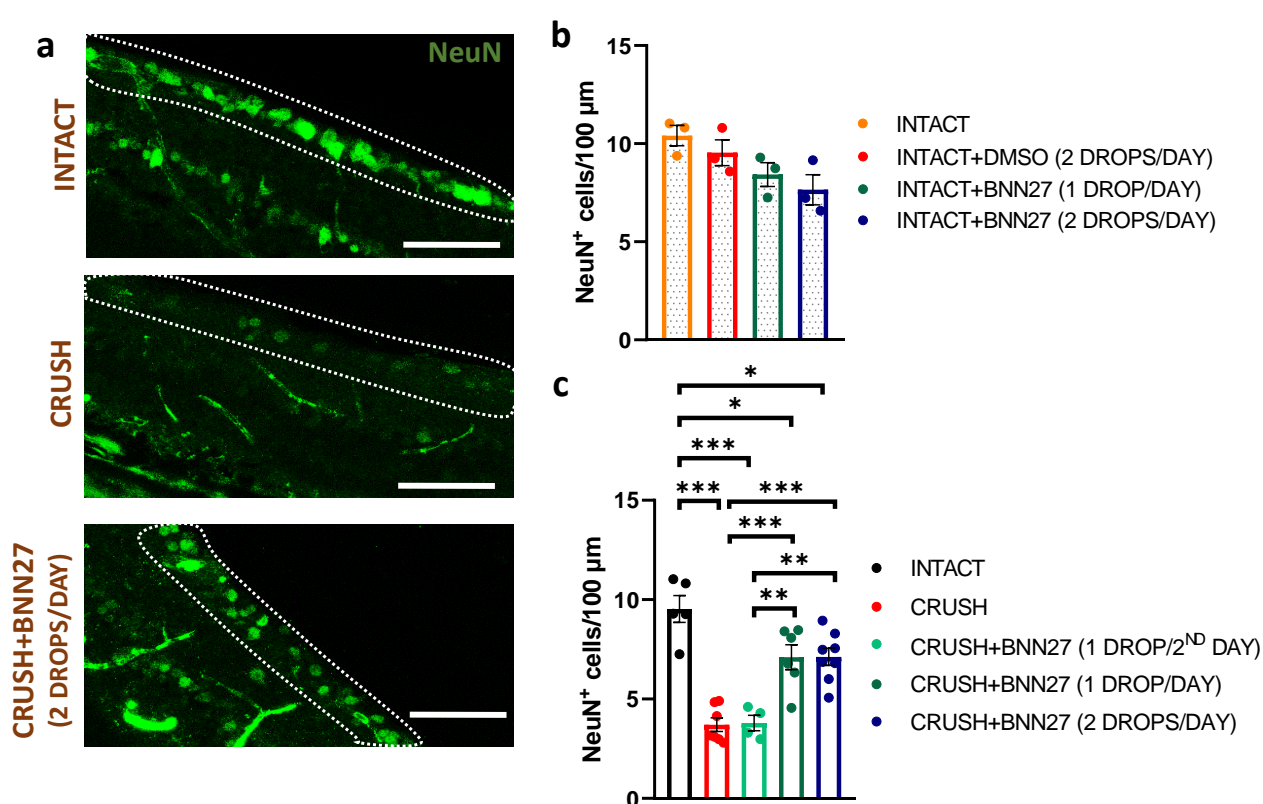 a
NeuN
INTACT
CRUSH
CRUSH+BNN27
(2 DROPS/DAY)
b
15
10
5
0
NeuN⁺ cells/100 µm
INTACT
INTACT+DMSO (2 DROPS/DAY)
INTACT+BNN27 (1 DROP/DAY)
INTACT+BNN27 (2 DROPS/DAY)
c
*
*
***
*** ***
***
**
**
15
10
5
0
NeuN⁺ cells/100 µm
INTACT
CRUSH
CRUSH+BNN27 (1 DROP/2ᴺᴰ DAY)
CRUSH+BNN27 (1 DROP/DAY)
CRUSH+BNN27 (2 DROPS/DAY)